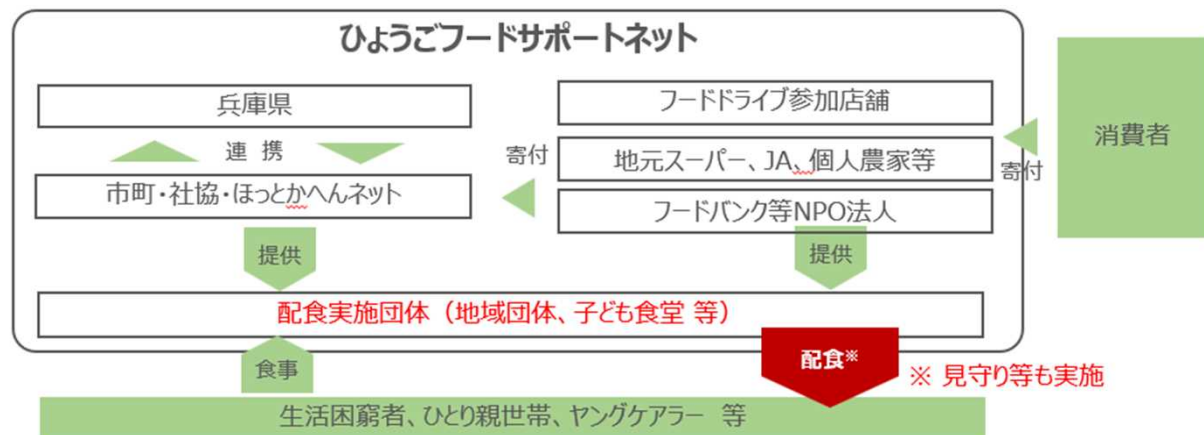 ひょうごフードサポートネット
兵庫県
連 携
市町・社協・ほっとかへんネット
フードドライブ参加店舗
地元スーパー、JA、個人農家等
フードバンク等NPO法人
寄付
寄付
消費者
提供
提供
配食実施団体（地域団体、子ども食堂 等）
食事
配食※
※ 見守り等も実施
生活困窮者、ひとり親世帯、ヤングケアラー 等